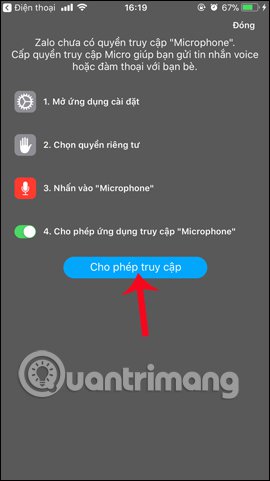 Điện thoại 16:19 67%
Đóng
Zalo chưa có quyền truy cập "Microphone".
Cấp quyền truy cập Micro giúp bạn gửi tin nhắn voice
hoặc đàm thoại với bạn bè.
1. Mở ứng dụng cài đặt
2. Chọn quyền riêng tư
3. Nhấn vào "Microphone"
4. Cho phép ứng dụng truy cập "Microphone"
Cho phép truy cập
Quantrimang